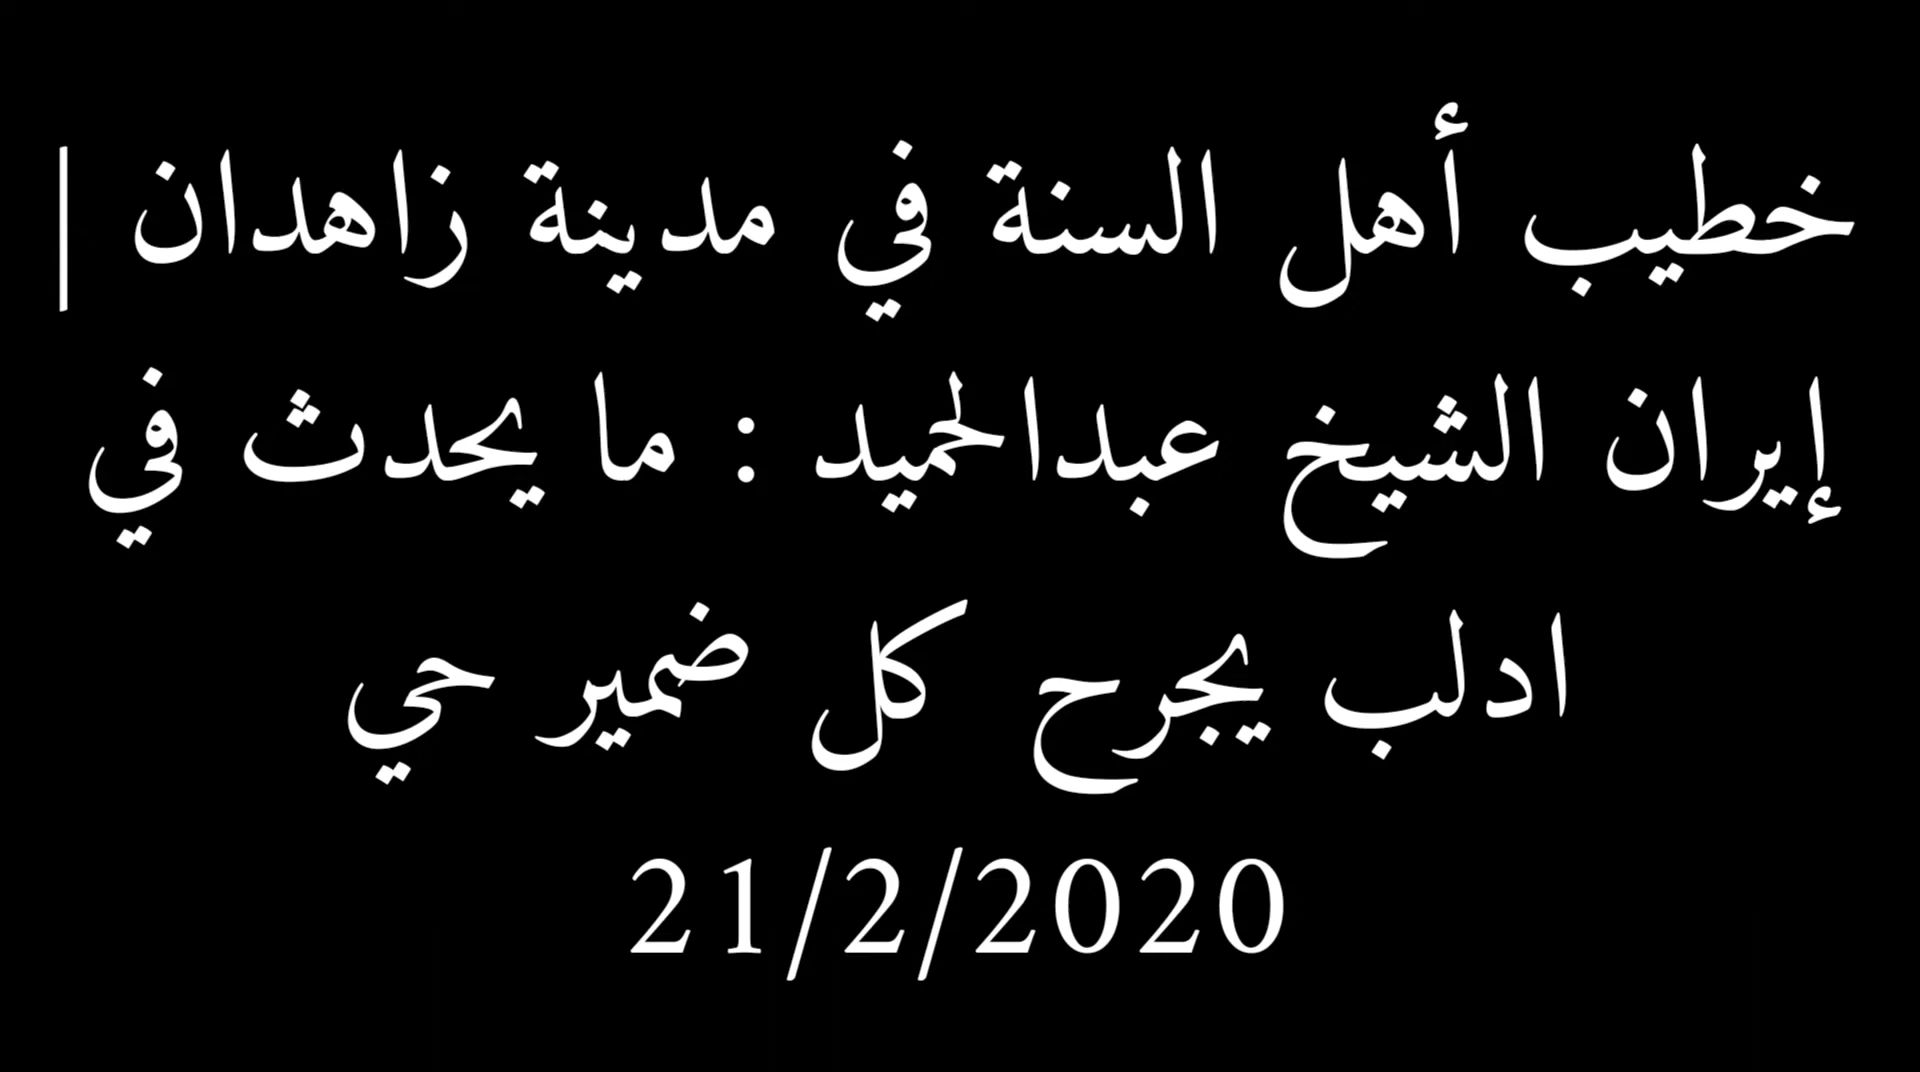 خطيب أهل السنة في مدينة زاهدان |
إيران الشيخ عبدالحميد : ما يحدث في
ادلب يجرح كل ضمير حي
21/2/2020